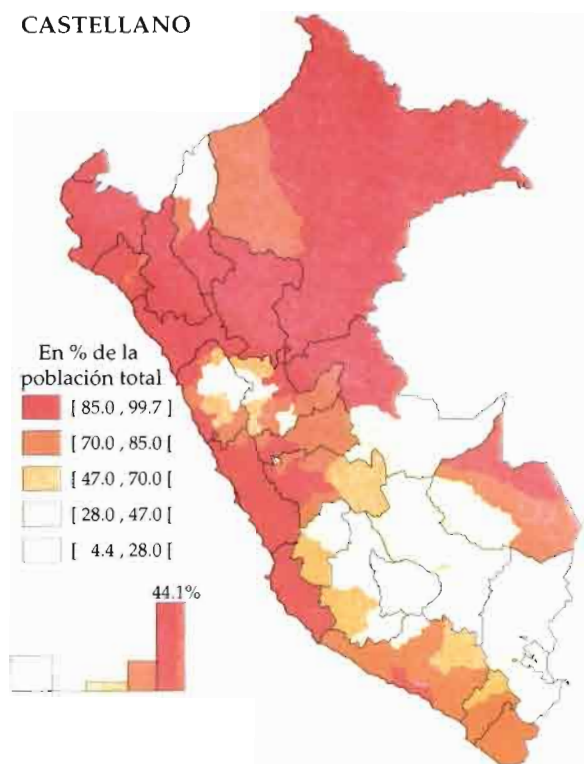 CASTELLANO
En % de la
población total
[ 85.0 , 99.7 ]
[ 70.0 , 85.0 [
[ 47.0 , 70.0 [
[ 28.0 , 47.0 [
[ 4.4 , 28.0 [
44.1%